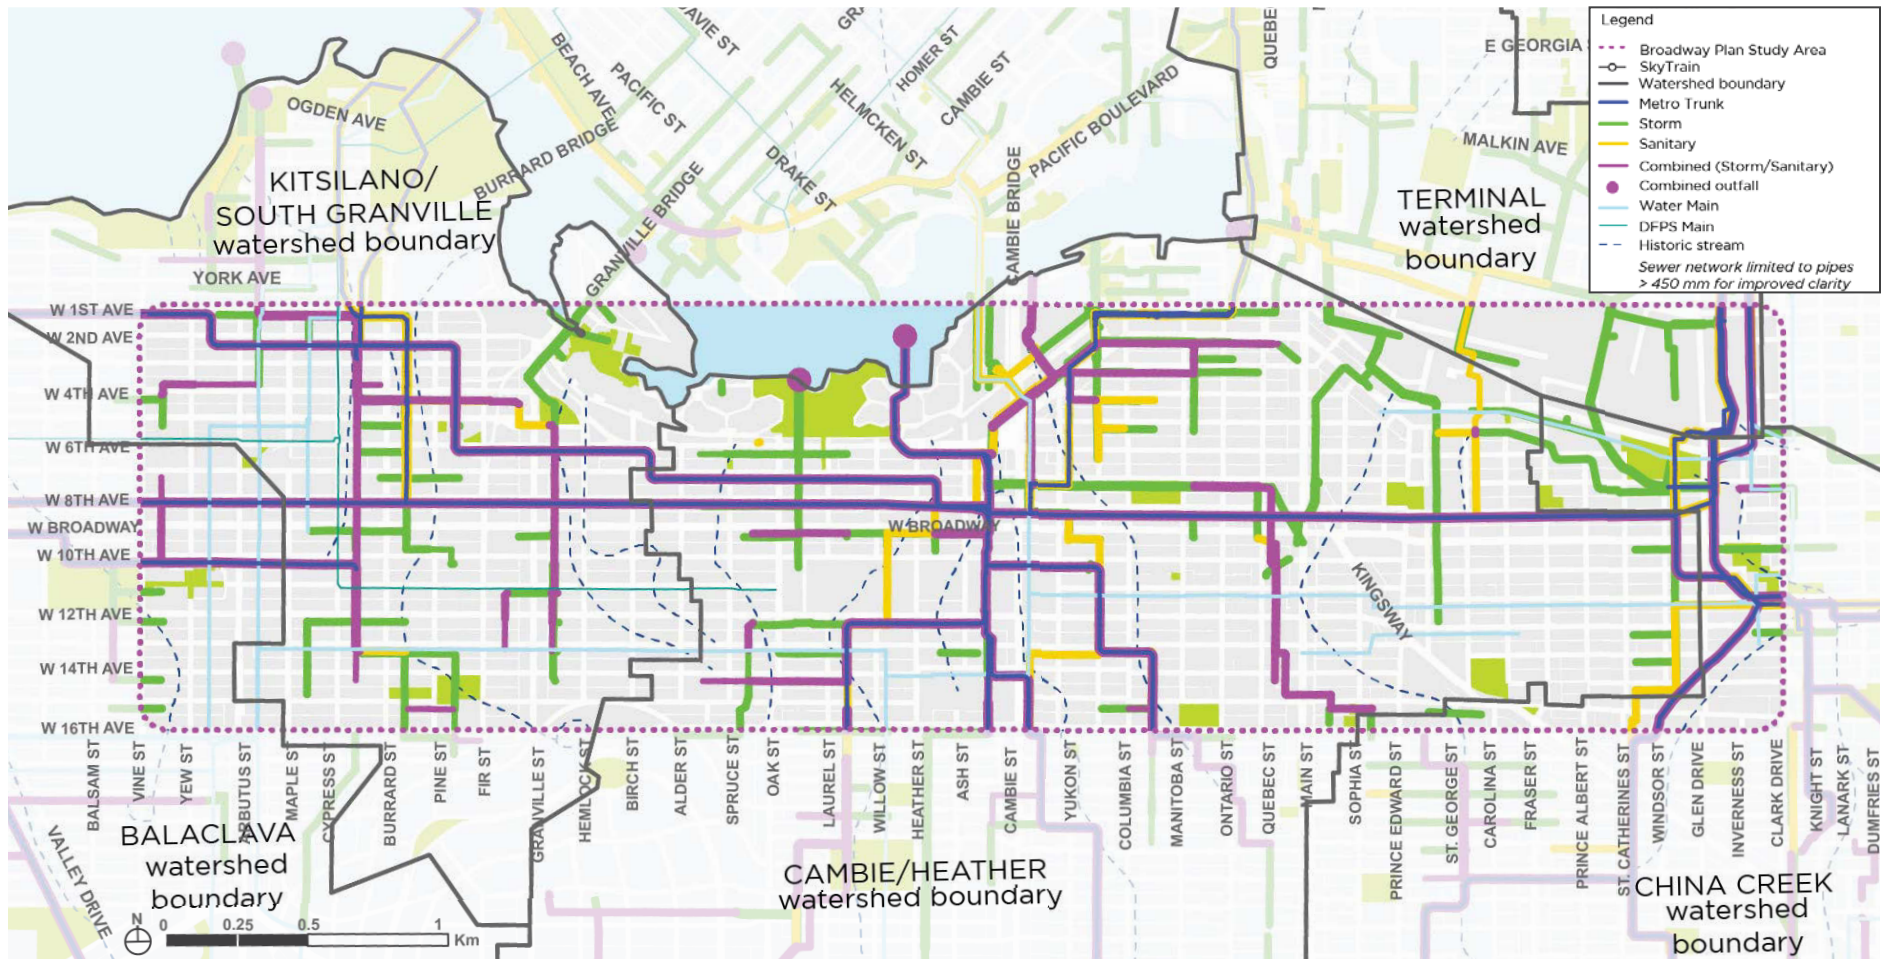 DAVIE ST
QUEBEC
Legend
Broadway Plan Study Area
SkyTrain
Watershed boundary
Metro Trunk
Storm
Sanitary
Combined (Storm/Sanitary)
Combined outfall
Water Main
DFPS Main
Historic stream
Sewer network limited to pipes
> 450 mm for improved clarity
E GEORGIA
MALKIN AVE
BEACH AVE
PACIFIC ST
HOMER ST
CAMBIE ST
HELMCKEN ST
DRAKE ST
PACIFIC BOULEVARD
OGDEN AVE
BURRARD BRIDGE
GRANVILLE BRIDGE
CAMBIE BRIDGE
KITSILANO/
SOUTH GRANVILLE
watershed boundary
TERMINAL
watershed
boundary
YORK AVE
W 1ST AVE
W 2ND AVE
W 4TH AVE
W 6TH AVE
W 8TH AVE
W BROADWAY
W BROADWAY
W 10TH AVE
W 12TH AVE
W 14TH AVE
W 16TH AVE
KINGSWAY
BALSAM ST
VINE ST
YEW ST
ARBUTUS ST
MAPLE ST
CYPRESS ST
BURRARD ST
PINE ST
FIR ST
GRANVILLE ST
HEMLOCK ST
BIRCH ST
ALDER ST
SPRUCE ST
OAK ST
LAUREL ST
WILLOW ST
HEATHER ST
ASH ST
CAMBIE ST
YUKON ST
COLUMBIA ST
MANITOBA ST
ONTARIO ST
QUEBEC ST
MAIN ST
SOPHIA ST
PRINCE EDWARD ST
ST. GEORGE ST
CAROLINA ST
FRASER ST
PRINCE ALBERT ST
ST. CATHERINES ST
WINDSOR ST
GLEN DRIVE
INVERNESS ST
CLARK DRIVE
KNIGHT ST
LANARK ST
DUMFRIES ST
VALLEY DRIVE
BALACLAVA
watershed
boundary
CAMBIE/HEATHER
watershed boundary
CHINA CREEK
watershed
boundary
N
0 0.25 0.5 1
Km